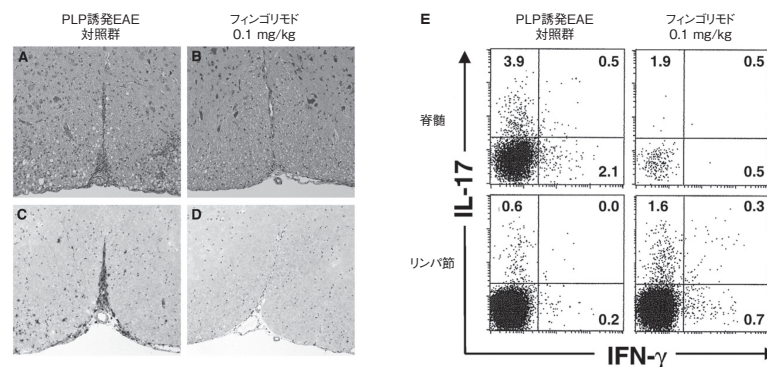 PLP誘発EAE
対照群
フィンゴリモド
0.1 mg/kg
A
B
C
D
E
PLP誘発EAE
対照群
フィンゴリモド
0.1 mg/kg
脊髄
3.9
0.5
2.1
1.9
0.5
0.5
リンパ節
0.6
0.0
0.2
1.6
0.3
0.7
IL-17
IFN-γ